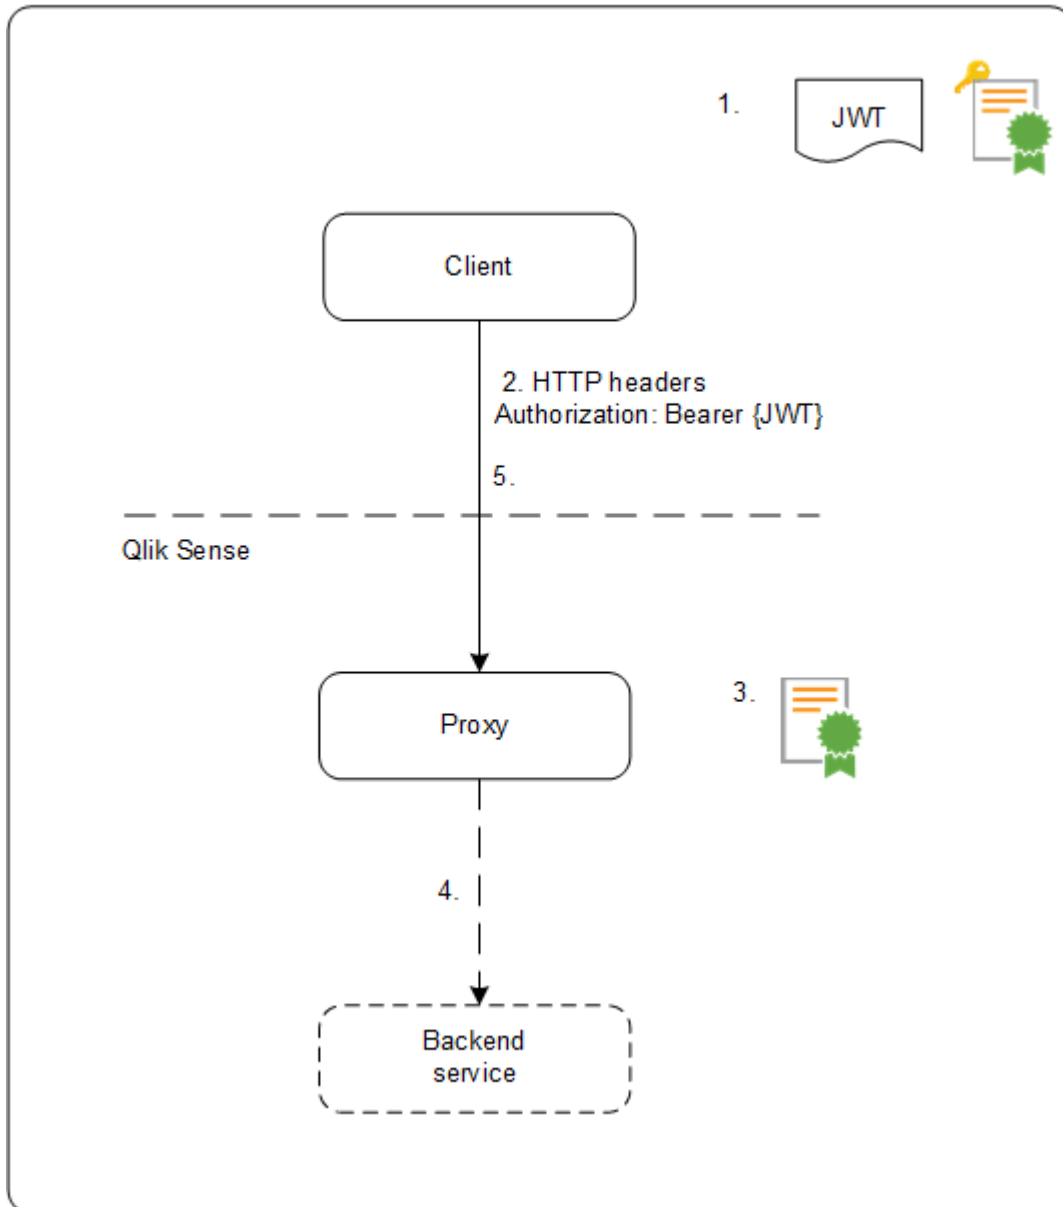 1.
JWT
Client
2. HTTP headers
Authorization: Bearer {JWT}
5.
Qlik Sense
Proxy
3.
4.
Backend
service